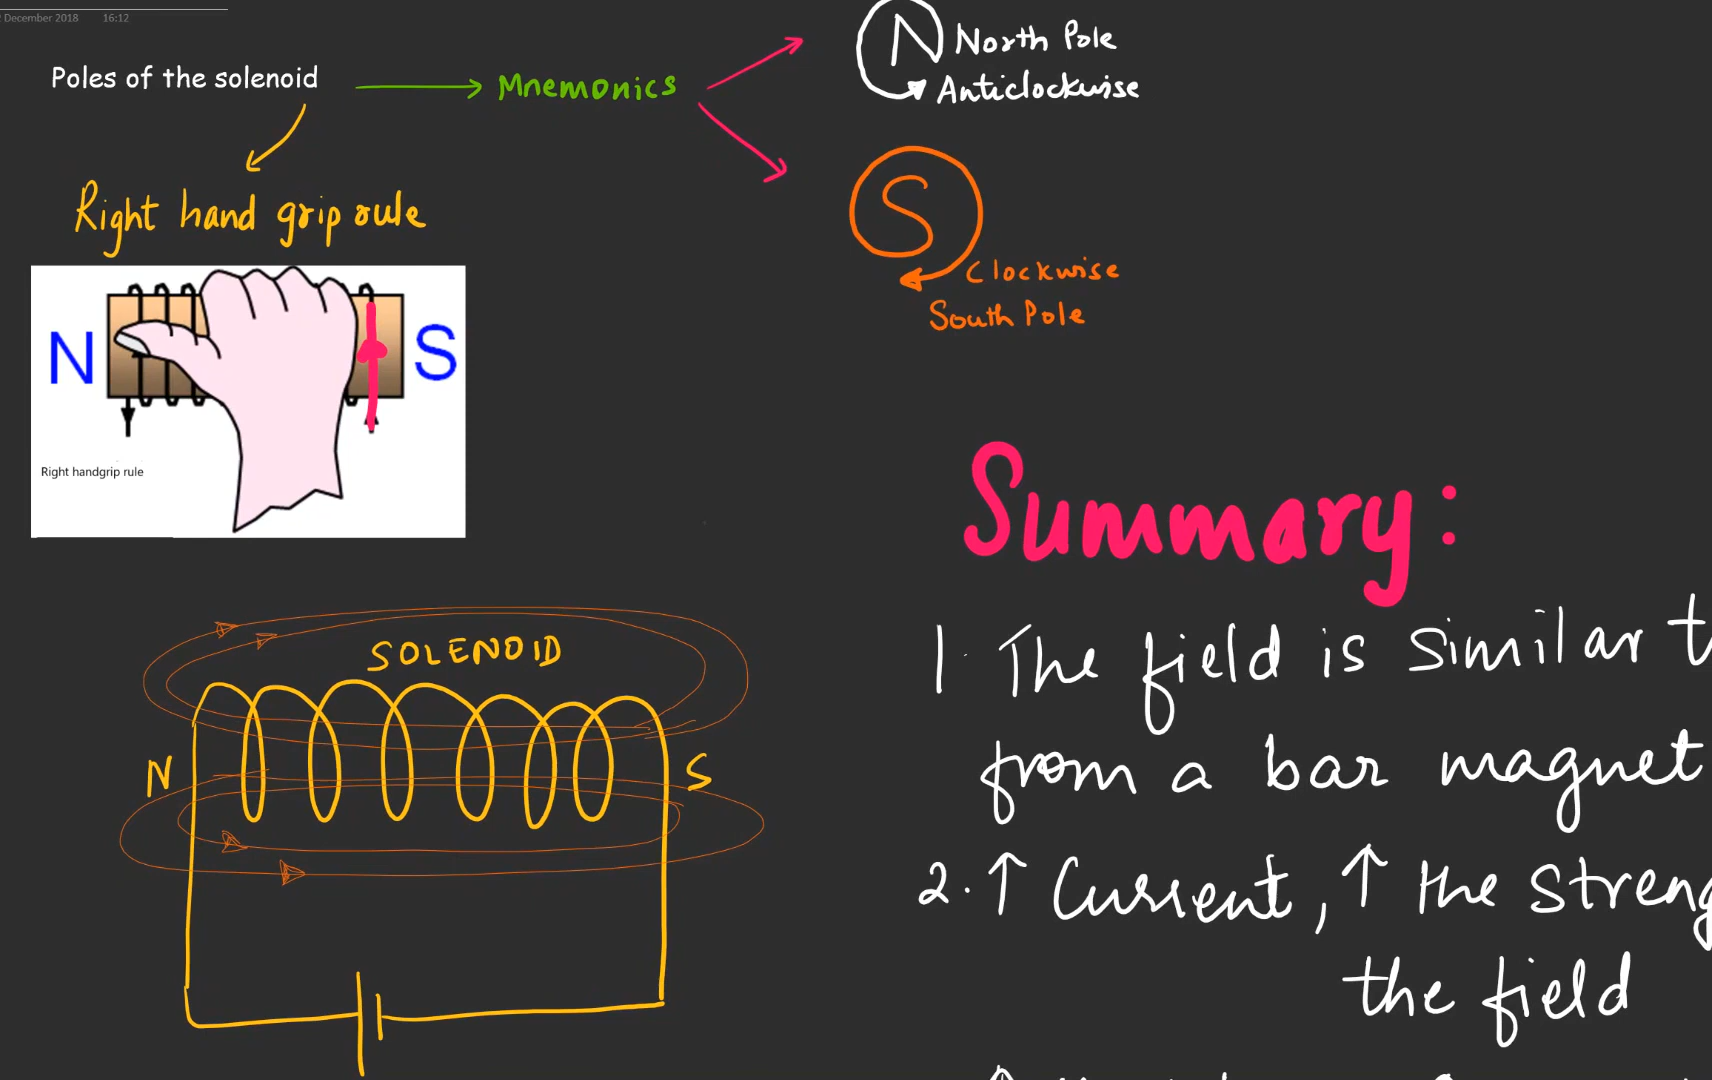 December 2018 16:12
Poles of the solenoid
Mnemonics
N North Pole
Anticlockwise
S
Clockwise
South Pole
Right hand grip rule
N
S
Right handgrip rule
Summary:
SOLENOID
N
S
1. The field is similar t
from a bar magnet
2. ↑ Current, ↑ the streng
the field